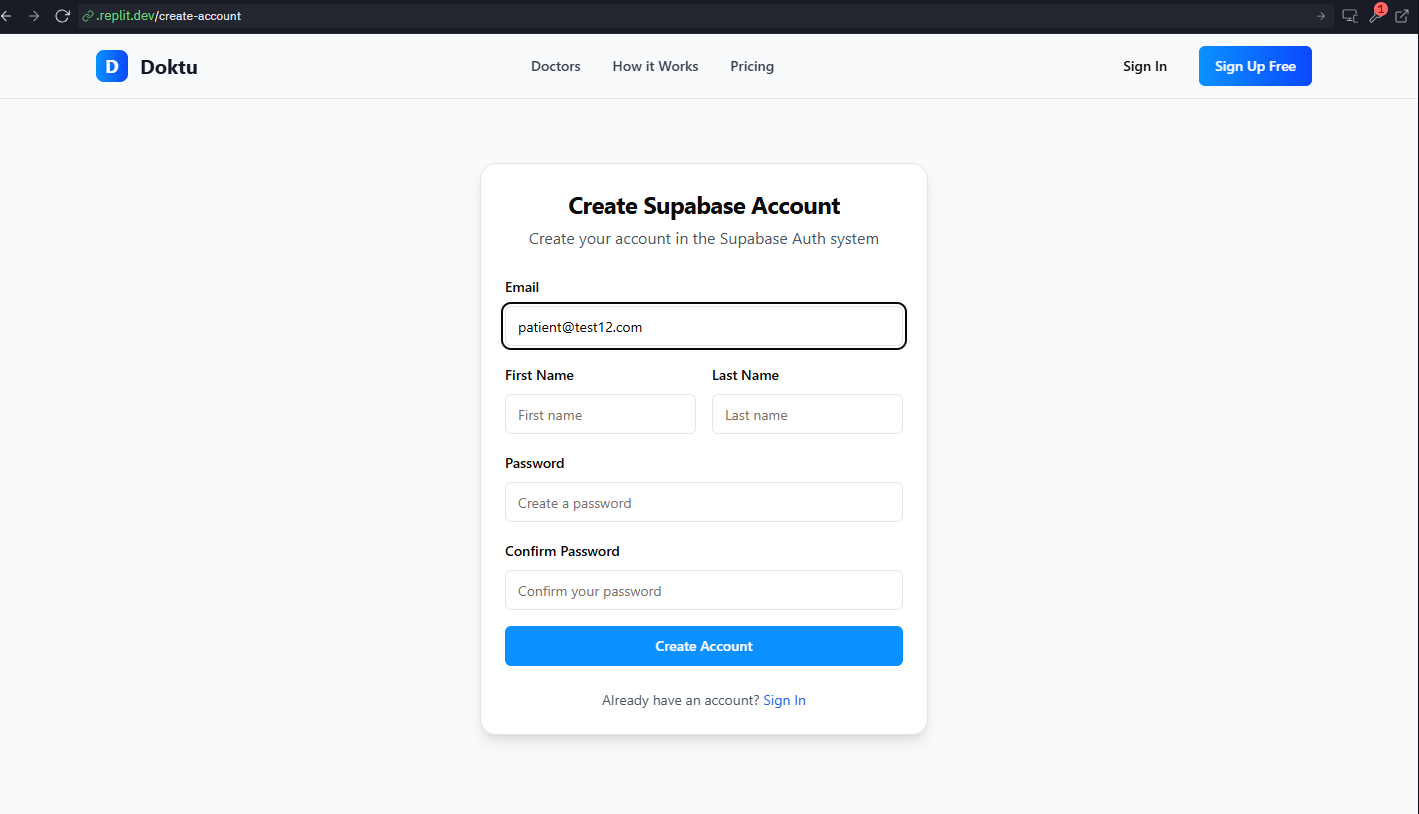 .replit.dev/create-account
1
D Doktu
Doctors How it Works Pricing
Sign In Sign Up Free
Create Supabase Account
Create your account in the Supabase Auth system
Email
patient@test12.com
First Name Last Name
First name Last name
Password
Create a password
Confirm Password
Confirm your password
Create Account
Already have an account? Sign In